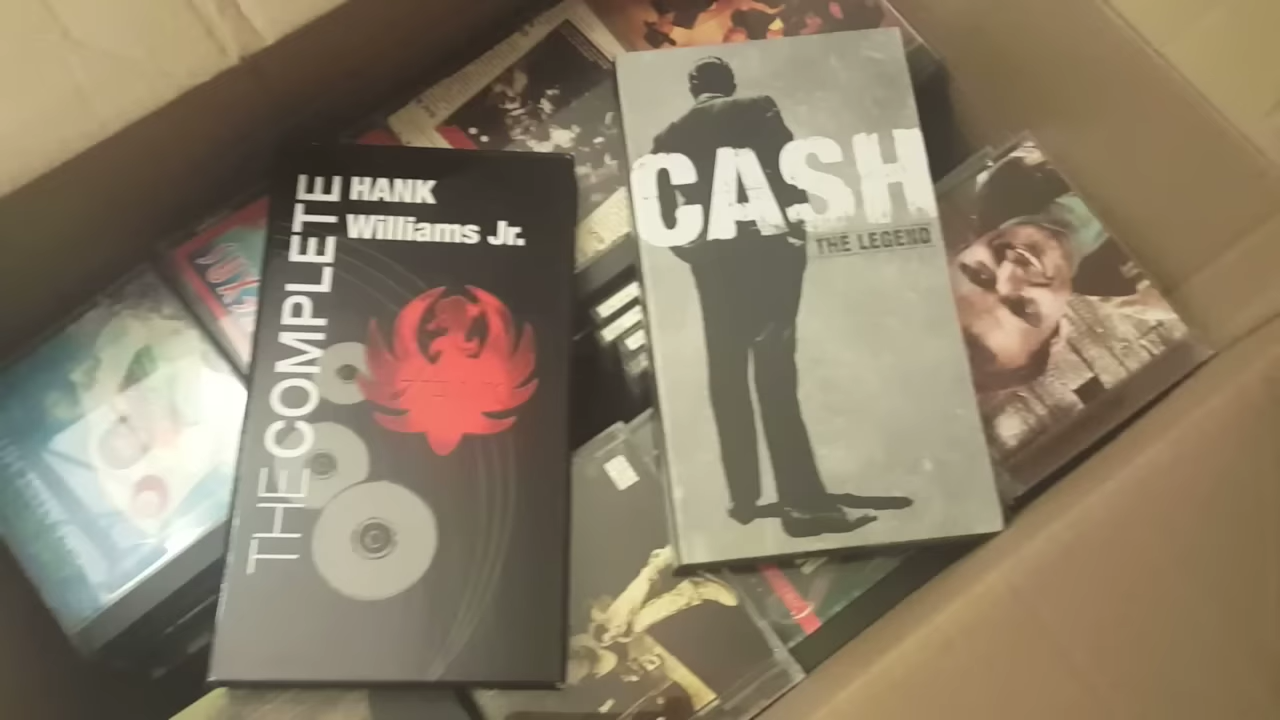 THE COMPLETE
HANK
Williams Jr.
CASH
THE LEGEND